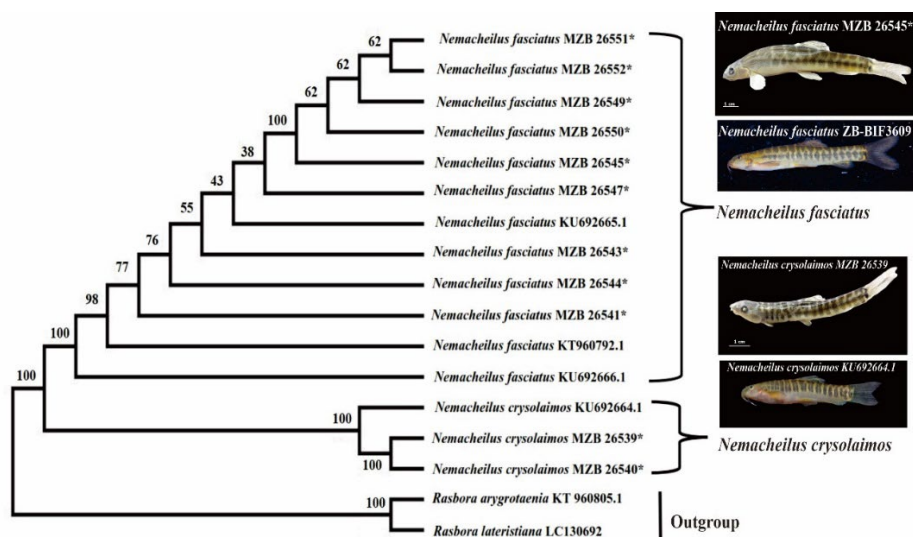 62
Nemacheilus fasciatus MZB 26551*
62
Nemacheilus fasciatus MZB 26552*
62
Nemacheilus fasciatus MZB 26549*
100
Nemacheilus fasciatus MZB 26550*
38
Nemacheilus fasciatus MZB 26545*
43
Nemacheilus fasciatus MZB 26547*
55
Nemacheilus fasciatus KU692665.1
76
Nemacheilus fasciatus MZB 26543*
77
Nemacheilus fasciatus MZB 26544*
98
Nemacheilus fasciatus MZB 26541*
100
Nemacheilus fasciatus KT960792.1
100
Nemacheilus fasciatus KU692666.1
100
Nemacheilus crysolaimos KU692664.1
Nemacheilus crysolaimos MZB 26539*
100
Nemacheilus crysolaimos MZB 26540*
100
Rasbora arygrotaenia KT 960805.1
Rasbora lateristiana LC130692
Outgroup
Nemacheilus fasciatus MZB 26545*
1 cm
Nemacheilus fasciatus ZB-BIF3609
Nemacheilus fasciatus
Nemacheilus crysolaimos MZB 26539
1 cm
Nemacheilus crysolaimos KU692664.1
Nemacheilus crysolaimos